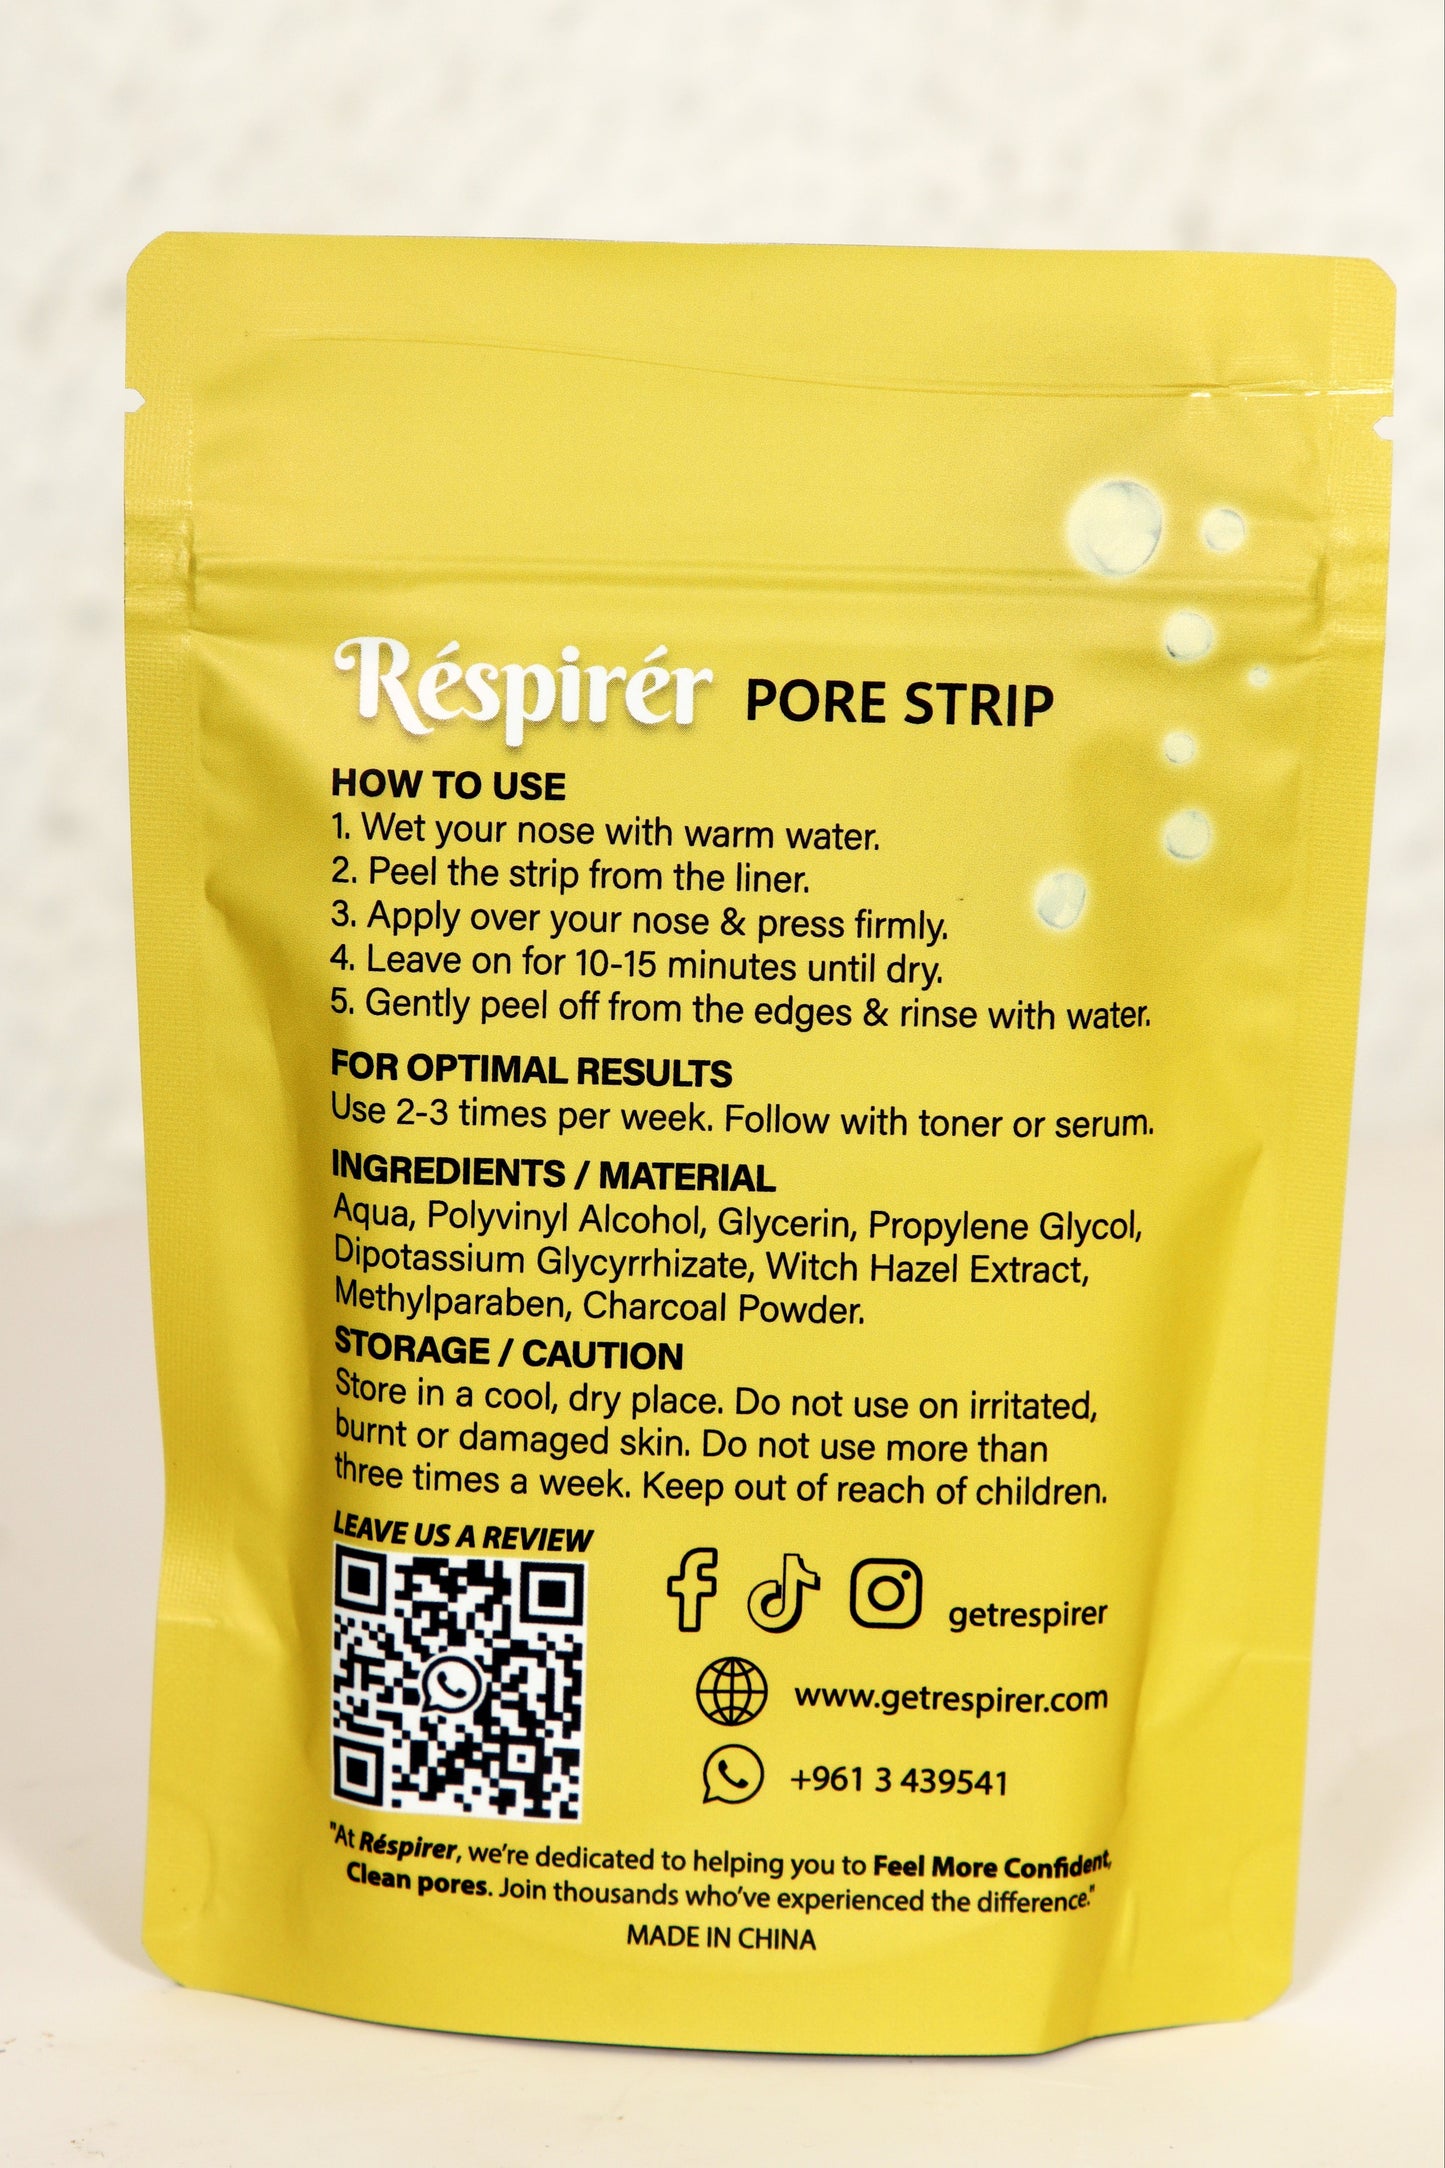 Réspirér PORE STRIP
HOW TO USE
1. Wet your nose with warm water.
2. Peel the strip from the liner.
3. Apply over your nose & press firmly.
4. Leave on for 10-15 minutes until dry.
5. Gently peel off from the edges & rinse with water.
FOR OPTIMAL RESULTS
Use 2-3 times per week. Follow with toner or serum.
INGREDIENTS / MATERIAL
Aqua, Polyvinyl Alcohol, Glycerin, Propylene Glycol,
Dipotassium Glycyrrhizate, Witch Hazel Extract,
Methylparaben, Charcoal Powder.
STORAGE / CAUTION
Store in a cool, dry place. Do not use on irritated,
burnt or damaged skin. Do not use more than
three times a week. Keep out of reach of children.
LEAVE US A REVIEW
getrespirer
www.getrespirer.com
+961 3 439541
"At Réspirer, we're dedicated to helping you to Feel More Confident,
Clean pores. Join thousands who've experienced the difference."
MADE IN CHINA